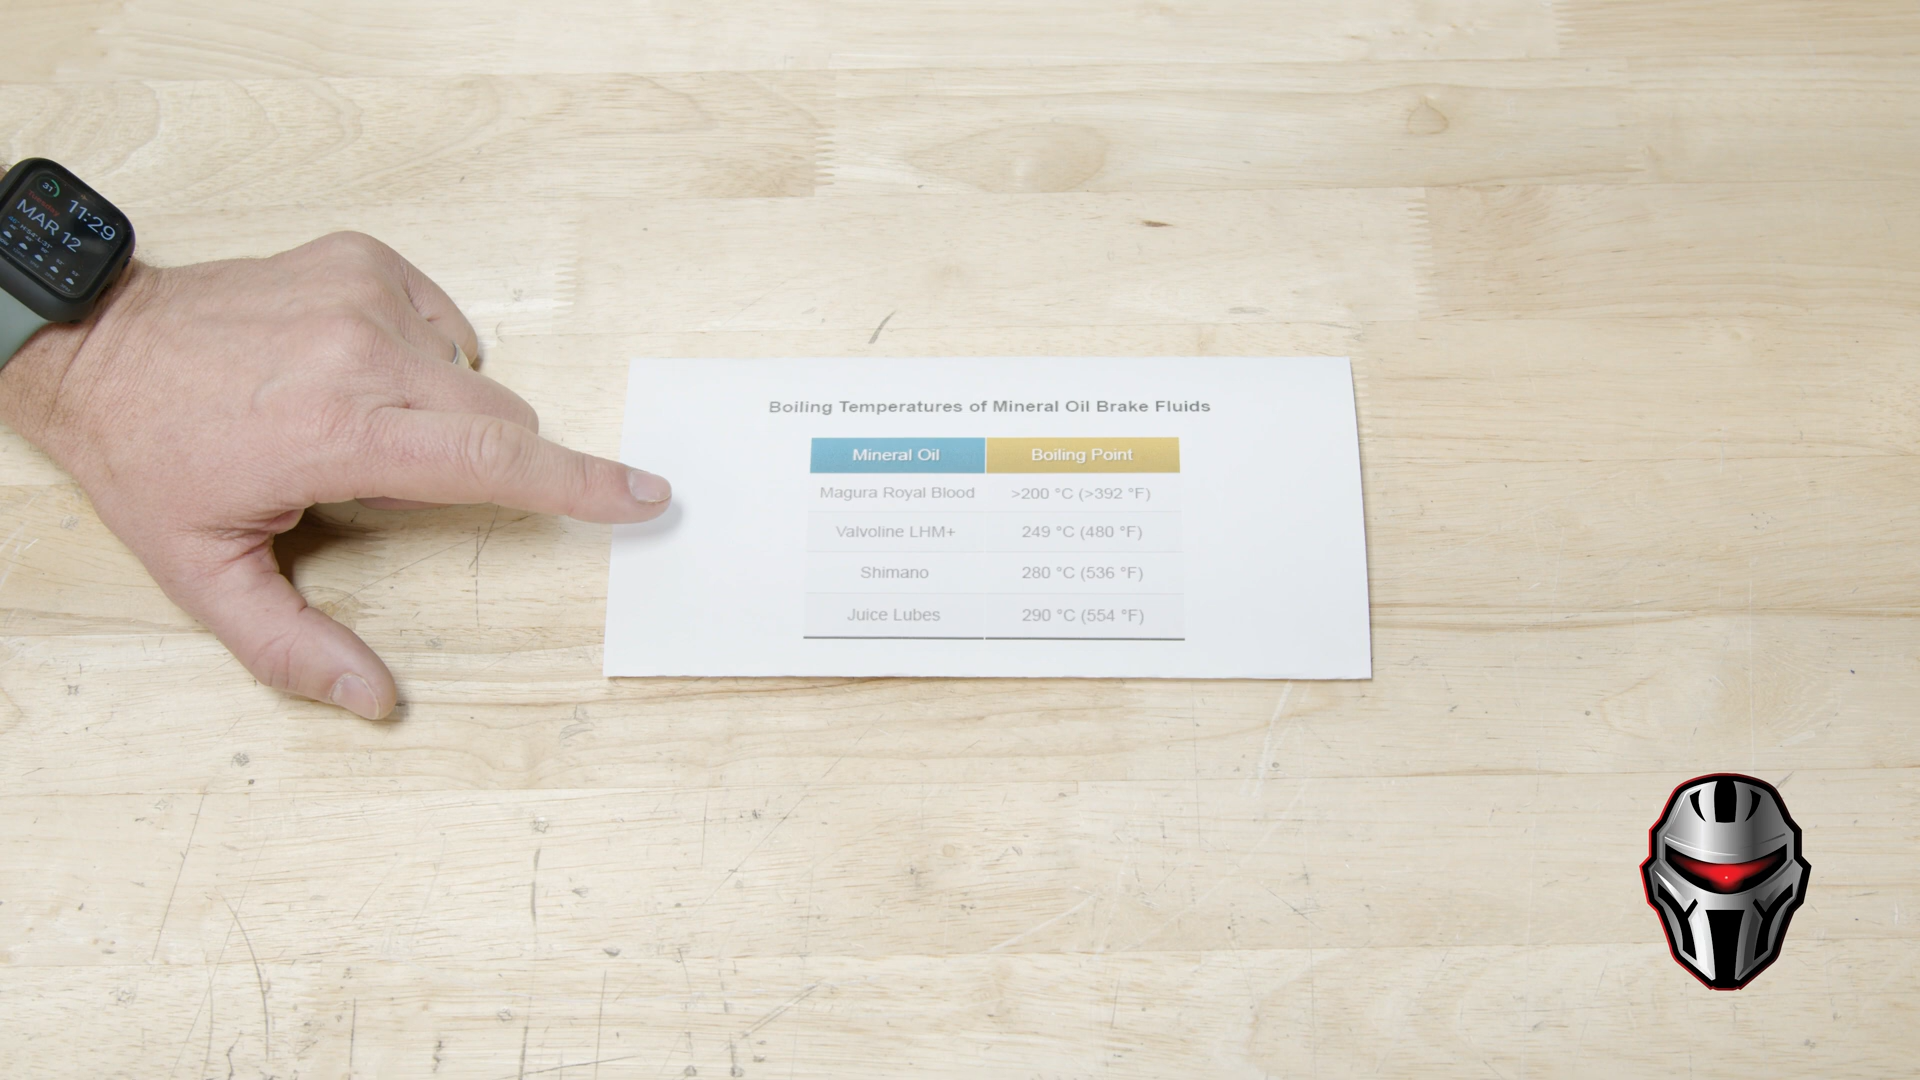 31
11:29
MAR 12
Boiling Temperatures of Mineral Oil Brake Fluids
Mineral Oil Boiling Point
Magura Royal Blood >200 °C (>392 °F)
Valvoline LHM+ 249 °C (480 °F)
Shimano 280 °C (536 °F)
Juice Lubes 290 °C (554 °F)